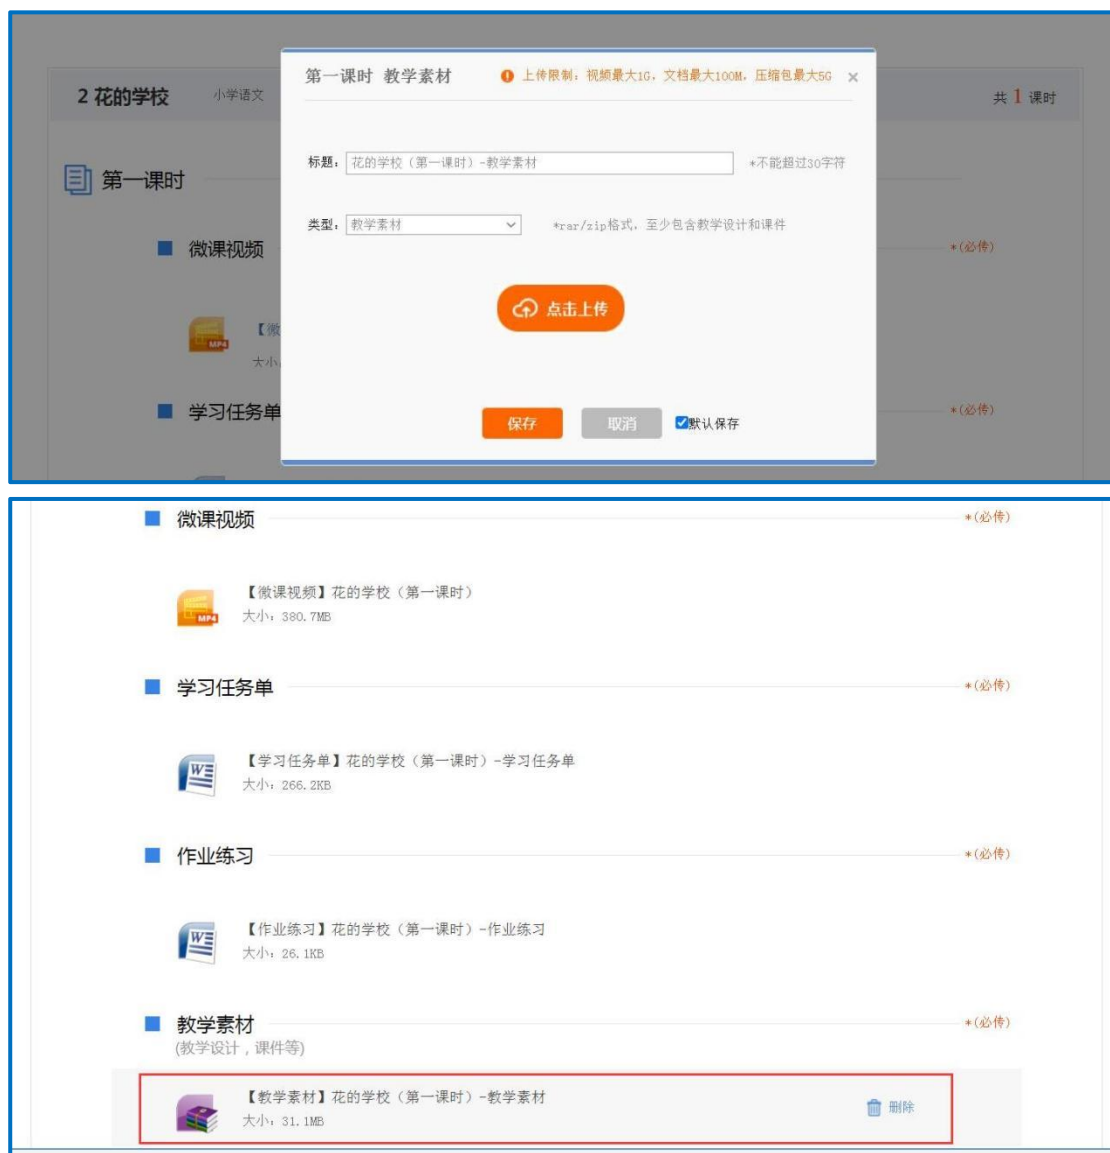 第一课时 教学素材
上传限制：视频最大1G，文档最大100M，压缩包最大5G ×
2 花的学校 小学语文
共 1 课时
标题： 花的学校（第一课时）-教学素材 *不能超过30字符
第一课时
类型： 教学素材 *rar/zip格式，至少包含教学设计和课件
微课视频 *(必传)
点击上传
MP4
【微
大小：
学习任务单 *(必传)
保存 取消 默认保存
微课视频 *(必传)
【微课视频】花的学校（第一课时）
MP4
大小：380.7MB
学习任务单 *(必传)
【学习任务单】花的学校（第一课时）-学习任务单
W
大小：266.2KB
作业练习 *(必传)
【作业练习】花的学校（第一课时）-作业练习
W
大小：26.1KB
教学素材 *(必传)
(教学设计，课件等)
【教学素材】花的学校（第一课时）-教学素材
删除
大小：31.1MB